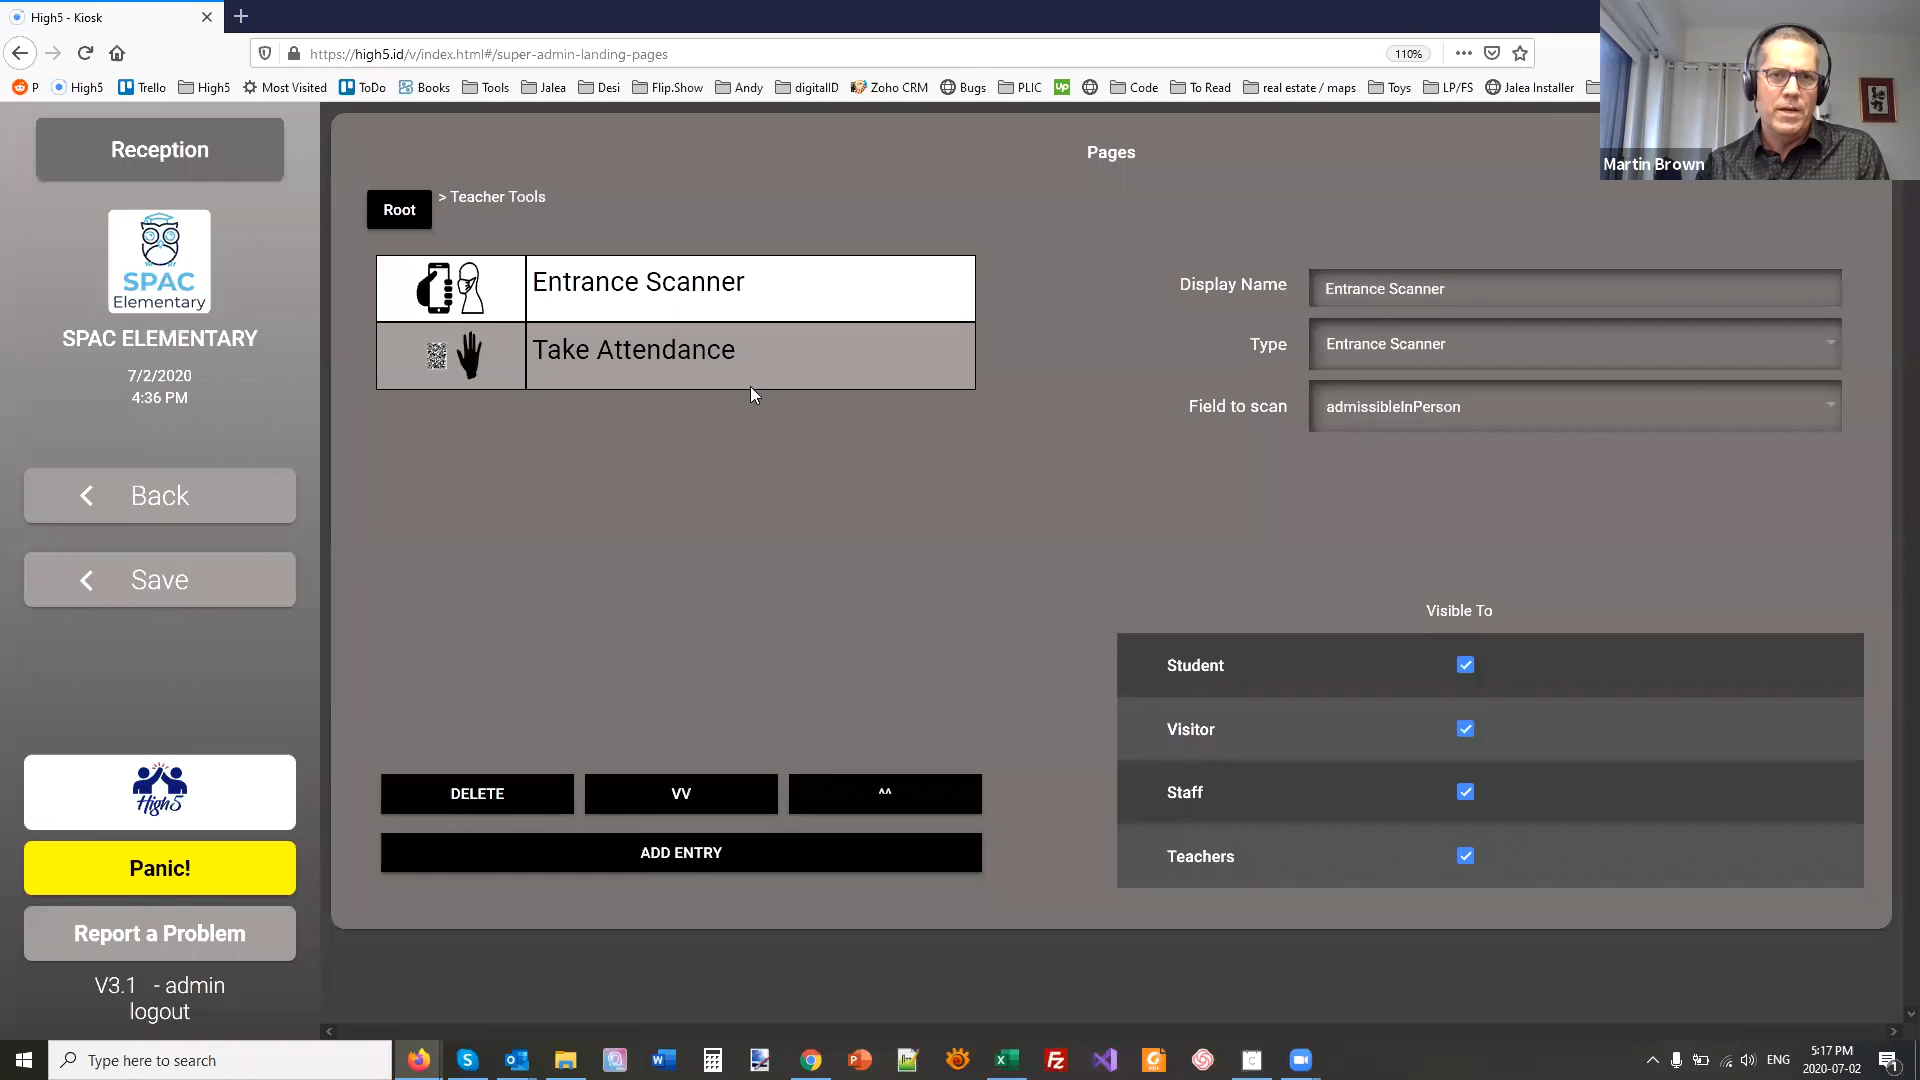 High5 - Kiosk
https://high5.id/v/index.html#/super-admin-landing-pages
110%
P
High5
Trello
High5
Most Visited
ToDo
Books
Tools
Jalea
Desi
Flip.Show
Andy
digitalID
Zoho CRM
Bugs
PLIC
Up
Code
To Read
real estate / maps
Toys
LP/FS
Jalea Installer
Martin Brown
Reception
SPAC
Elementary
SPAC ELEMENTARY
7/2/2020
4:36 PM
Back
Save
High5
Panic!
Report a Problem
V3.1 - admin
logout
Pages
Root
> Teacher Tools
Entrance Scanner
Take Attendance
Display Name
Entrance Scanner
Type
Entrance Scanner
Field to scan
admissibleInPerson
Visible To
Student
Visitor
Staff
Teachers
DELETE
VV
^^
ADD ENTRY
Type here to search
ENG
5:17 PM
2020-07-02